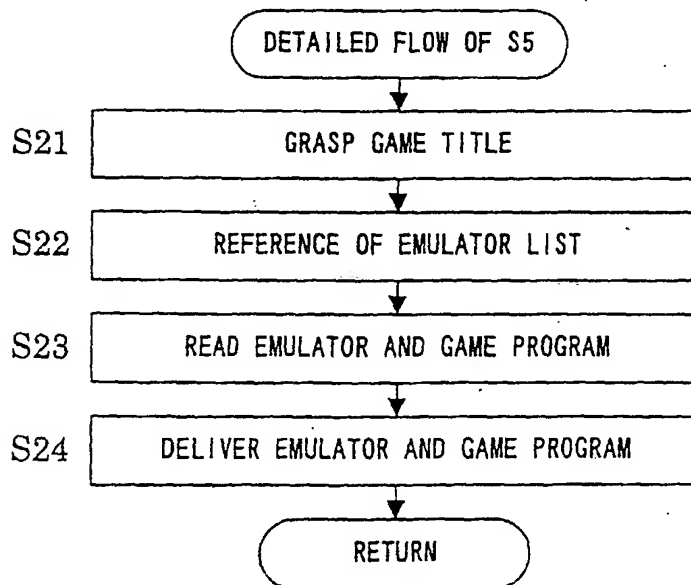 DETAILED FLOW OF S5
S21 GRASP GAME TITLE
S22 REFERENCE OF EMULATOR LIST
S23 READ EMULATOR AND GAME PROGRAM
S24 DELIVER EMULATOR AND GAME PROGRAM
RETURN